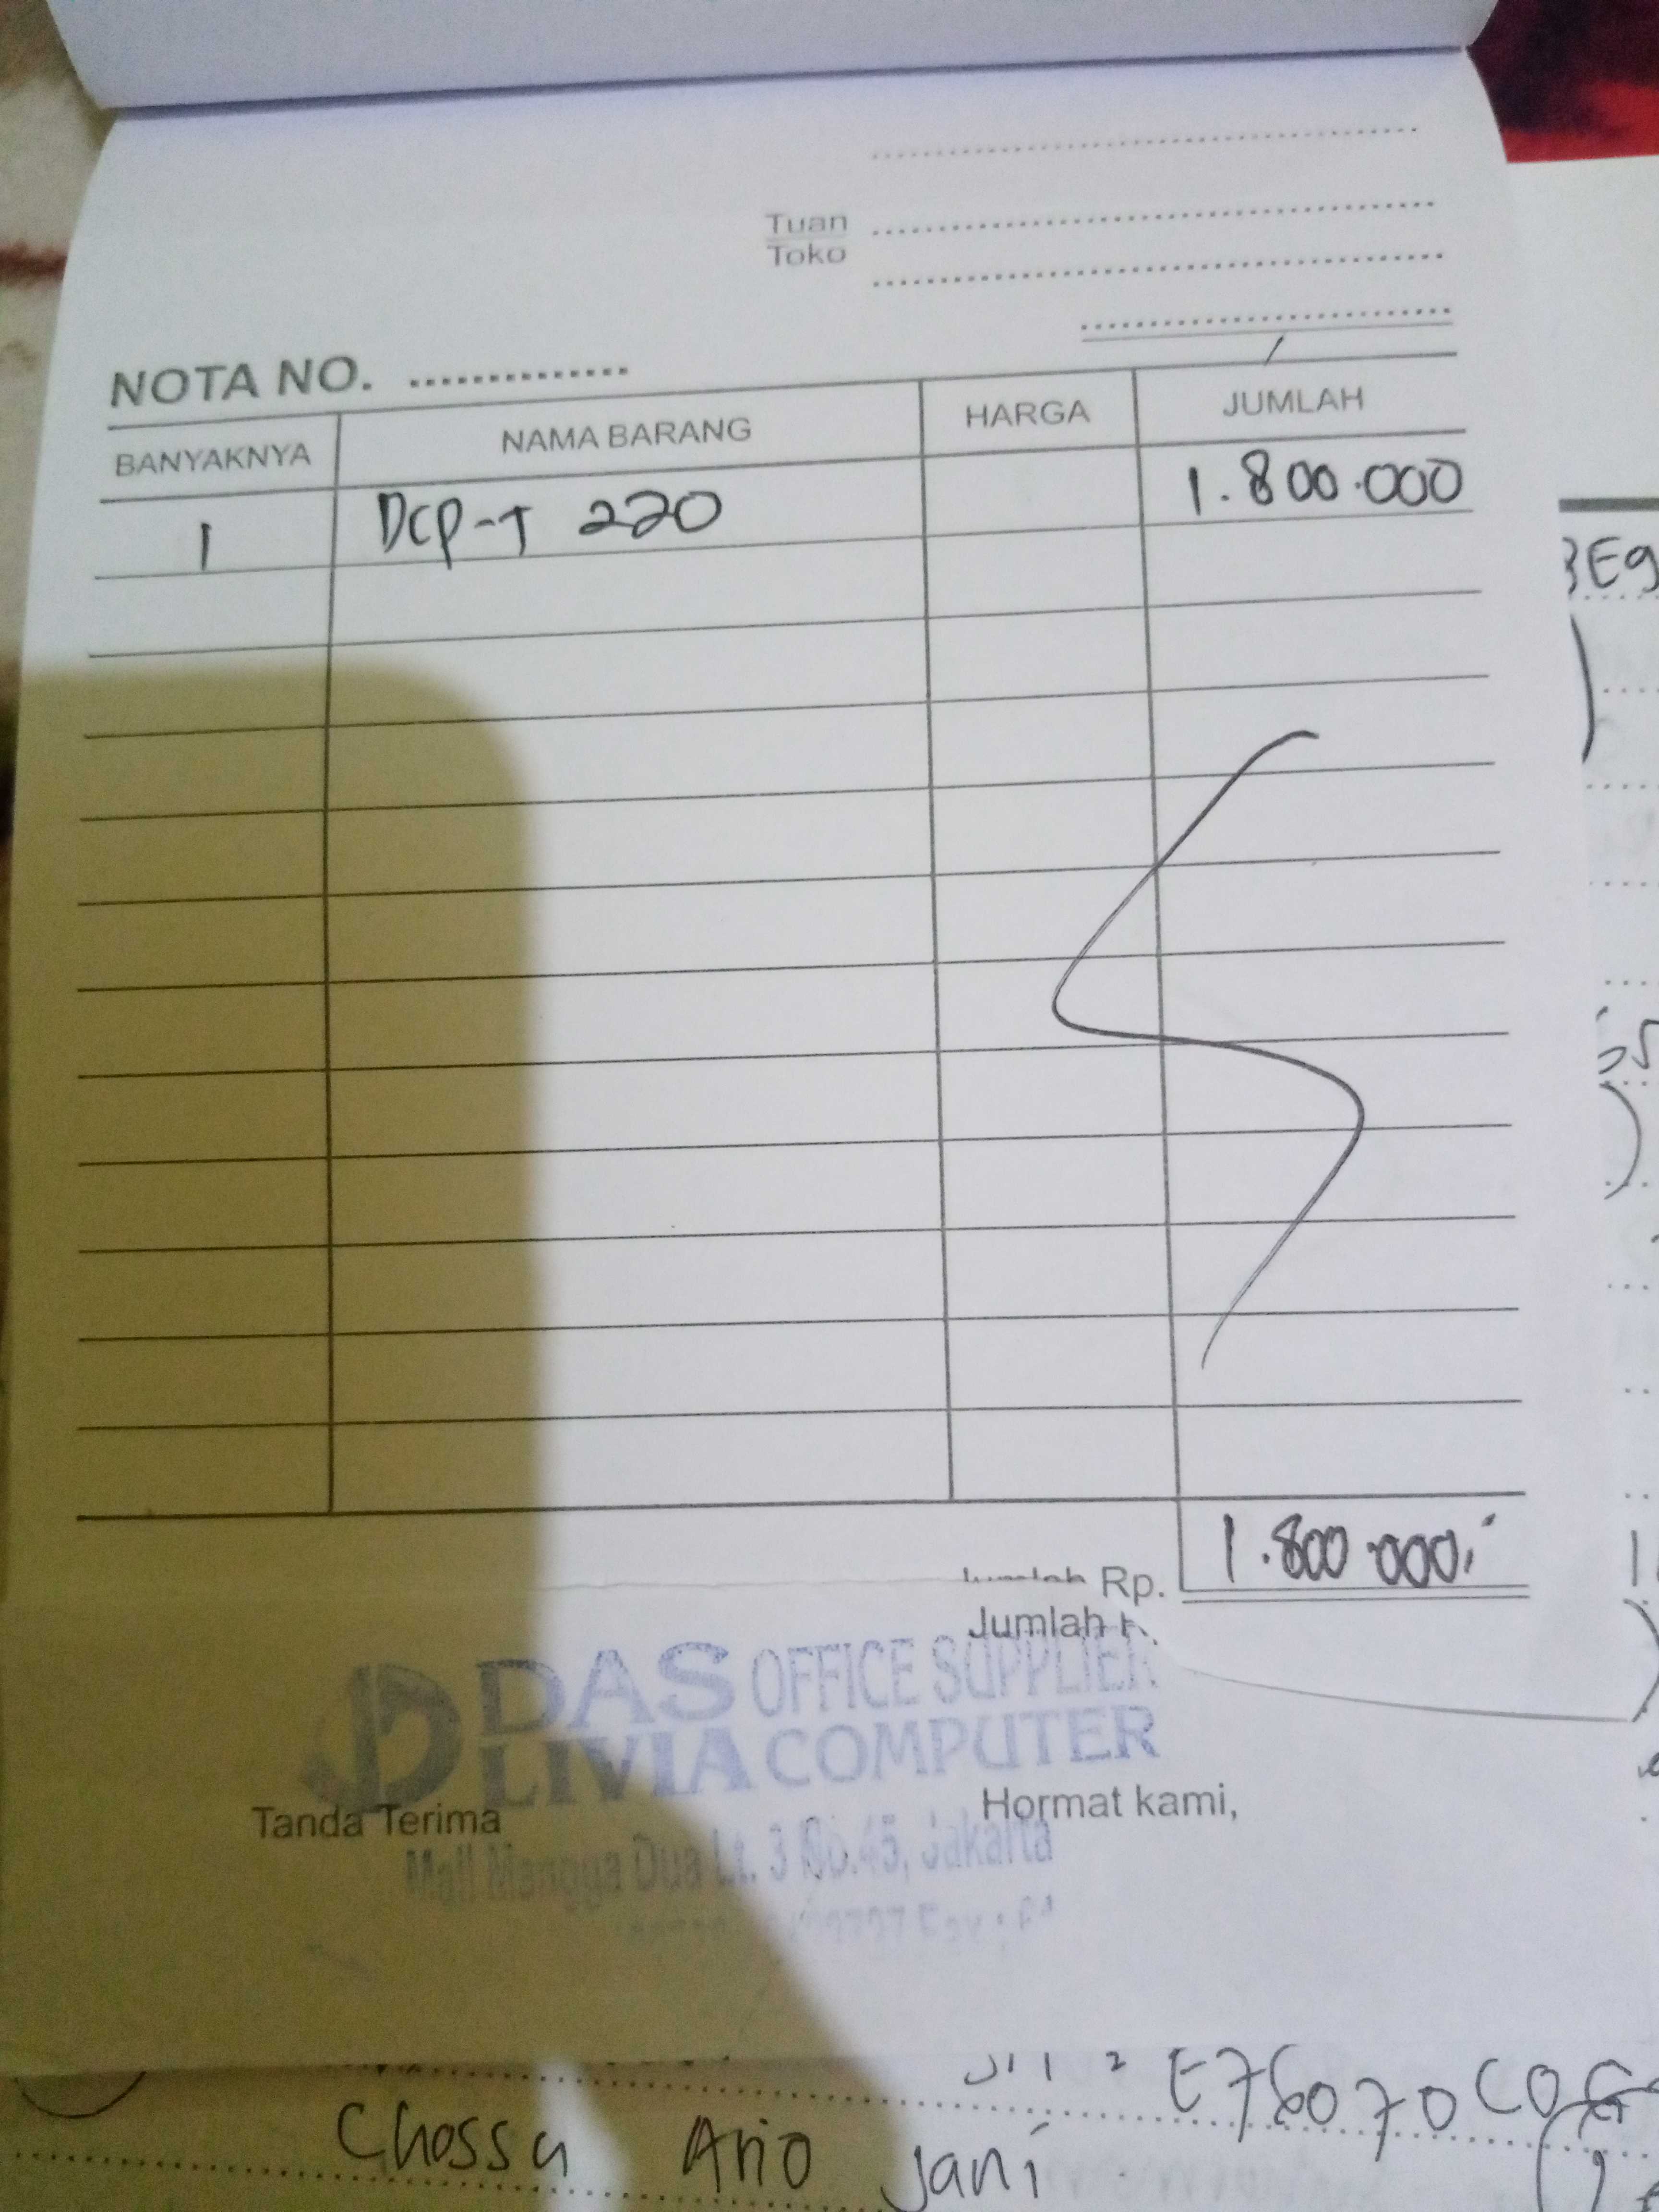 Tuan
Toko
NOTA NO. ..............
BANYAKNYA NAMA BARANG HARGA JUMLAH
1 DCP-T 220 1.800.000
Jumlah Rp. 1.800.000,-
Jumlah
DAS OFFICE SUPPLIER
LIVIA COMPUTER
Tanda Terima Hormat kami,
Mall Mangga Dua Lt. 3 No.45, Jakarta
Chossy Ario Jani